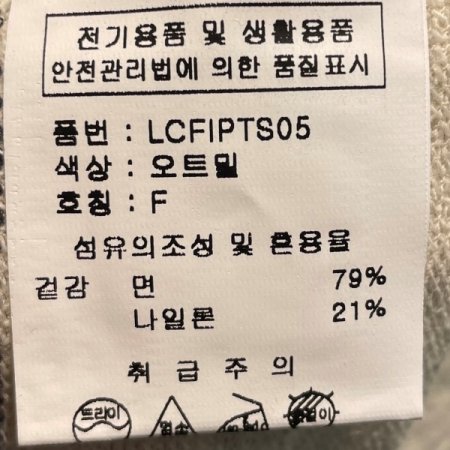 전기용품 및 생활용품
안전관리법에 의한 품질표시
품번 : LCFIPTS05
색상 : 오트밀
호칭 : F
섬유의조성 및 혼용율
겉감 면 79%
나일론 21%
취 급 주 의
드라이